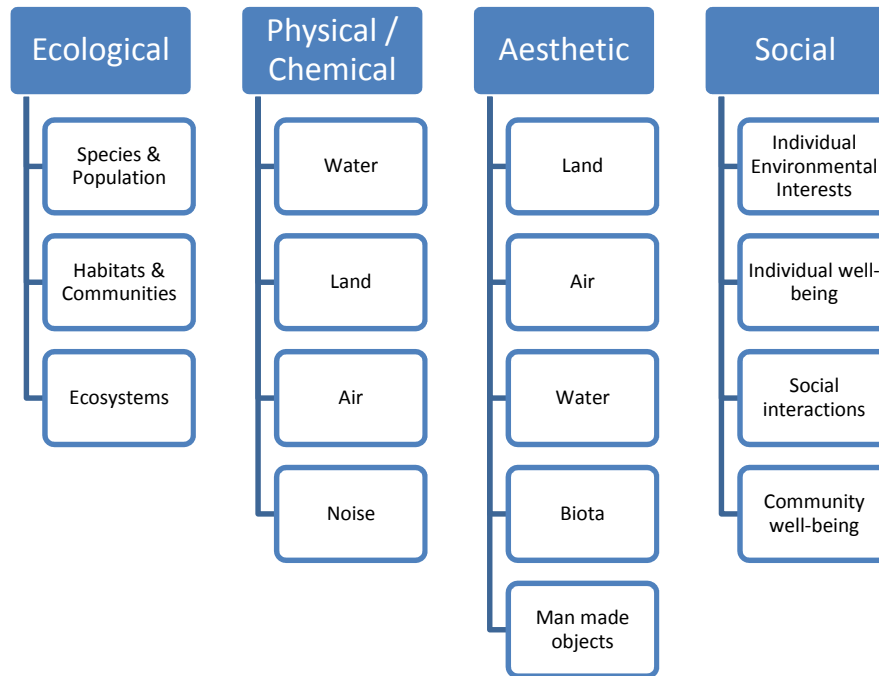 Ecological
Species &
Population
Habitats &
Communities
Ecosystems
Physical /
Chemical
Water
Land
Air
Noise
Aesthetic
Land
Air
Water
Biota
Man made
objects
Social
Individual
Environmental
Interests
Individual well-
being
Social
interactions
Community
well-being